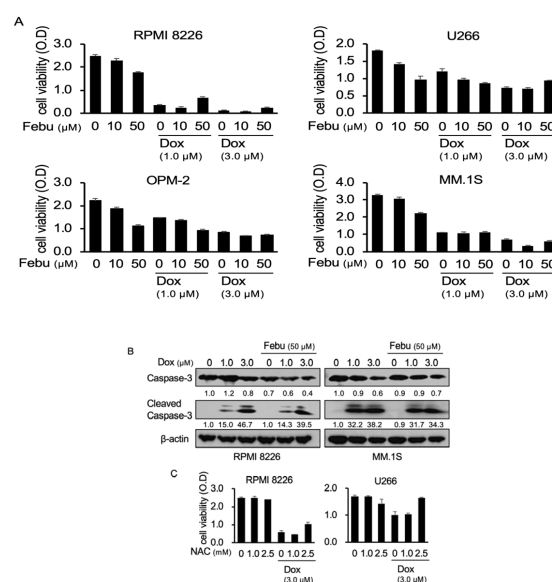 A
RPMI 8226
cell viability (O.D)
3.0
2.0
1.0
0.0
Febu (μM) 0 10 50 0 10 50 0 10 50
Dox (1.0 μM)
Dox (3.0 μM)
U266
cell viability (O.D)
2.0
1.5
1.0
0.5
0.0
Febu (μM) 0 10 50 0 10 50 0 10 50
Dox (1.0 μM)
Dox (3.0 μM)
OPM-2
cell viability (O.D)
3.0
2.0
1.0
0.0
0 10 50 0 10 50 0 10 50
Dox (1.0 μM)
Dox (3.0 μM)
MM.1S
cell viability (O.D)
4.0
3.0
2.0
1.0
0.0
0 10 50 0 10 50 0 10 50
Dox (1.0 μM)
Dox (3.0 μM)
B
Febu (50 μM) Febu (50 μM)
Dox (μM) 0 1.0 3.0 0 1.0 3.0 0 1.0 3.0 0 1.0 3.0
Caspase-3
1.0 1.2 0.8 0.7 0.6 0.4 1.0 0.9 0.6 0.9 0.9 0.7
Cleaved Caspase-3
1.0 15.0 46.7 1.0 14.3 39.5 1.0 32.2 38.2 0.9 31.7 34.3
β-actin
RPMI 8226 MM.1S
C
RPMI 8226
cell viability (O.D)
3.0
2.0
1.0
0.0
NAC (mM) 0 1.0 2.5 0 1.0 2.5
Dox (3.0 μM)
U266
2.0
1.0
0.0
0 1.0 2.5 0 1.0 2.5
Dox (3.0 μM)